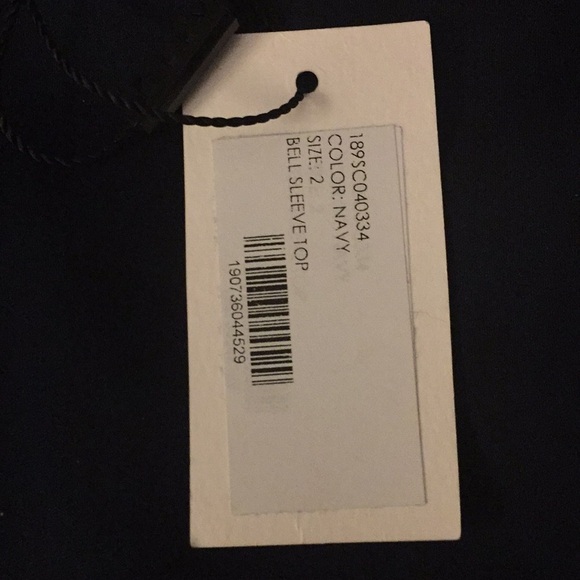 189SC040334
COLOR: NAVY
SIZE: 2
BELL SLEEVE TOP
190736044529